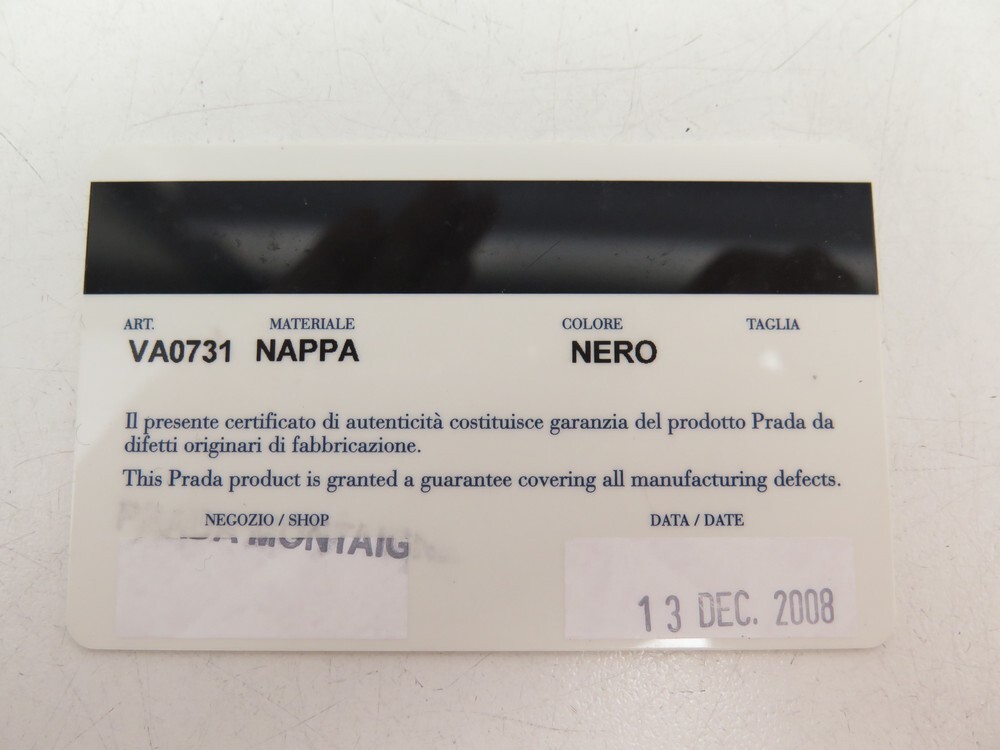 ART. MATERIALE COLORE TAGLIA
VA0731 NAPPA NERO
Il presente certificato di autenticità costituisce garanzia del prodotto Prada da
difetti originari di fabbricazione.
This Prada product is granted a guarantee covering all manufacturing defects.
NEGOZIO / SHOP DATA / DATE
PRADA
13 DEC. 2008